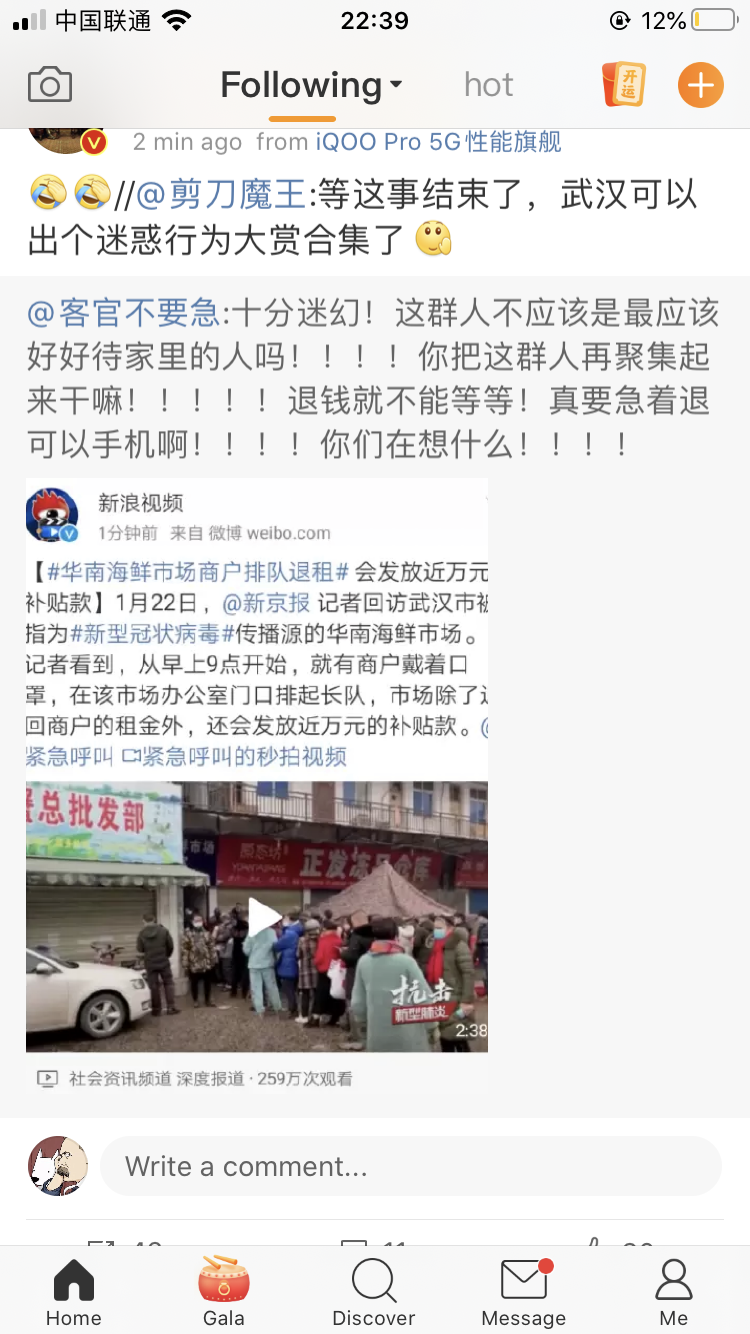 中国联通
22:39
12%
Following
hot
开运
2 min ago from iQOO Pro 5G性能旗舰
//@剪刀魔王:等这事结束了，武汉可以
出个迷惑行为大赏合集了
@客官不要急:十分迷幻！这群人不应该是最应该
好好待家里的人吗！！！！你把这群人再聚集起
来干嘛！！！！！退钱就不能等等！真要急着退
可以手机啊！！！！你们在想什么！！！！
新浪视频
1分钟前 来自 微博 weibo.com
【#华南海鲜市场商户排队退租# 会发放近万元
补贴款】1月22日，@新京报 记者回访武汉市被
指为#新型冠状病毒#传播源的华南海鲜市场。
记者看到，从早上9点开始，就有商户戴着口
罩，在该市场办公室门口排起长队，市场除了
回商户的租金外，还会发放近万元的补贴款。@
紧急呼叫 紧急呼叫的秒拍视频
总批发部
市场
正发冻品仓库
抗击
新型肺炎
2:38
社会资讯频道 深度报道 · 259万次观看
Write a comment...
Home
Gala
Discover
Message
Me